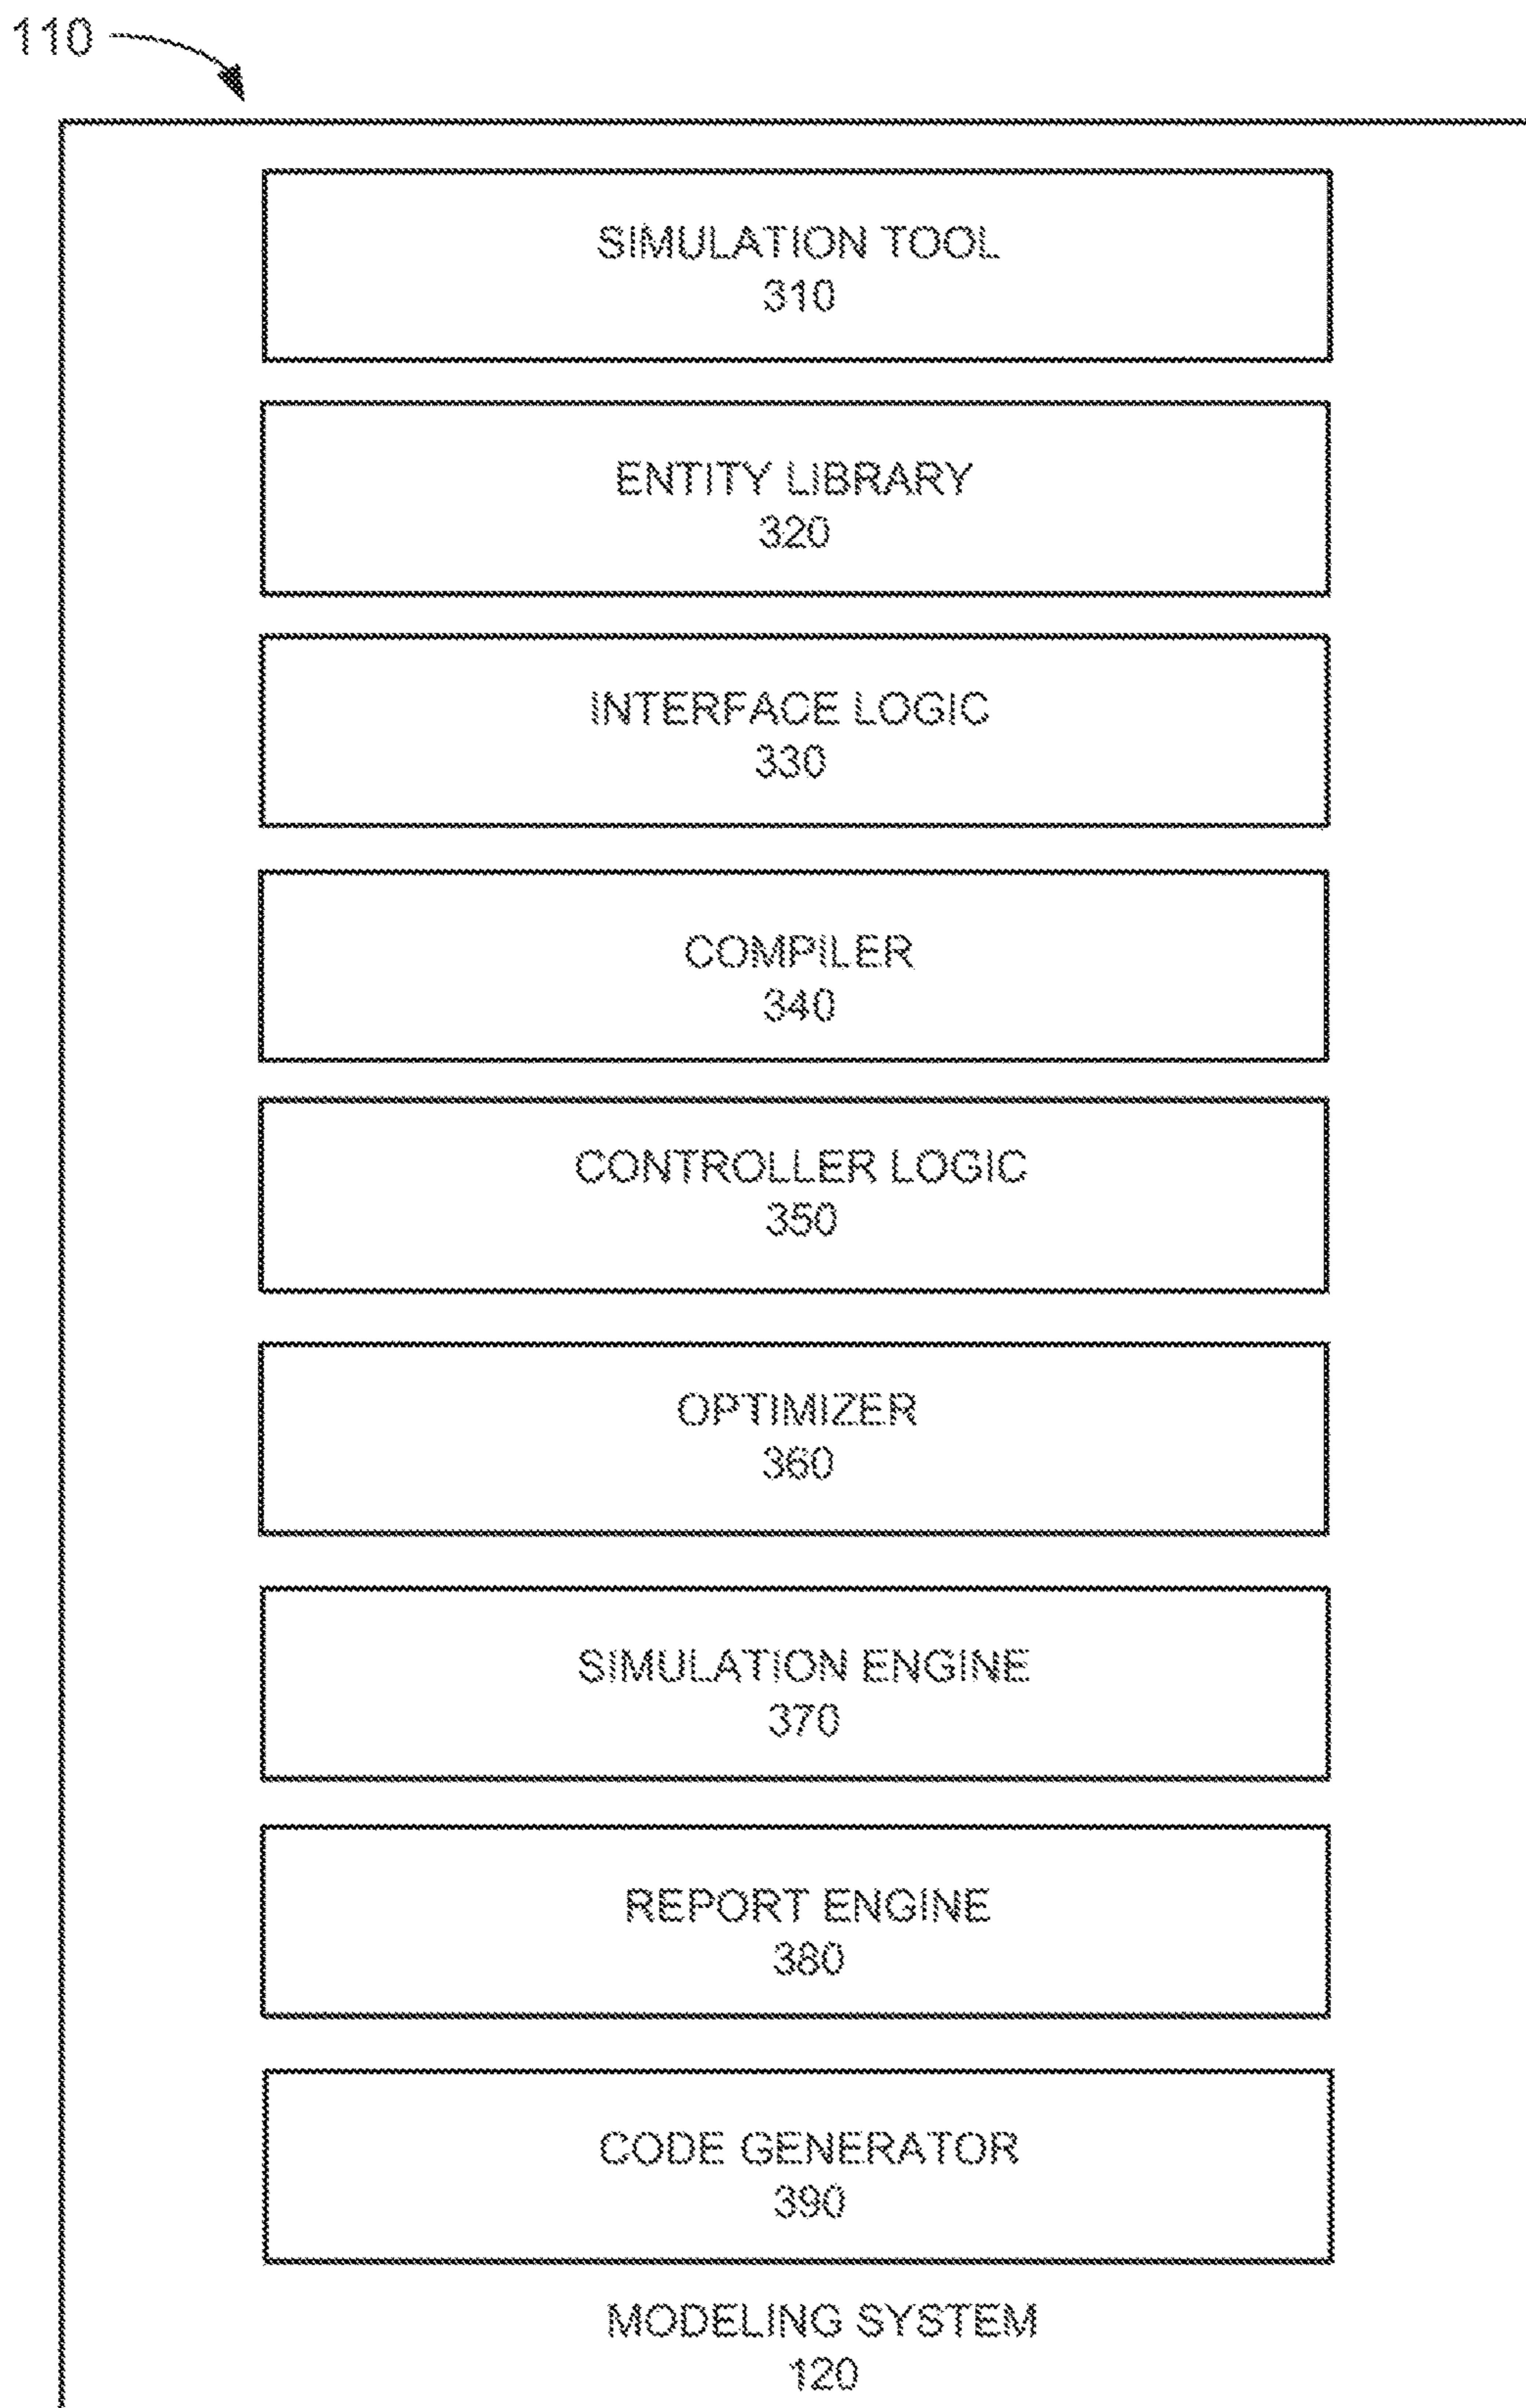 110
SIMULATION TOOL
310
ENTITY LIBRARY
320
INTERFACE LOGIC
330
COMPILER
340
CONTROLLER LOGIC
350
OPTIMIZER
360
SIMULATION ENGINE
370
REPORT ENGINE
380
CODE GENERATOR
390
MODELING SYSTEM
120